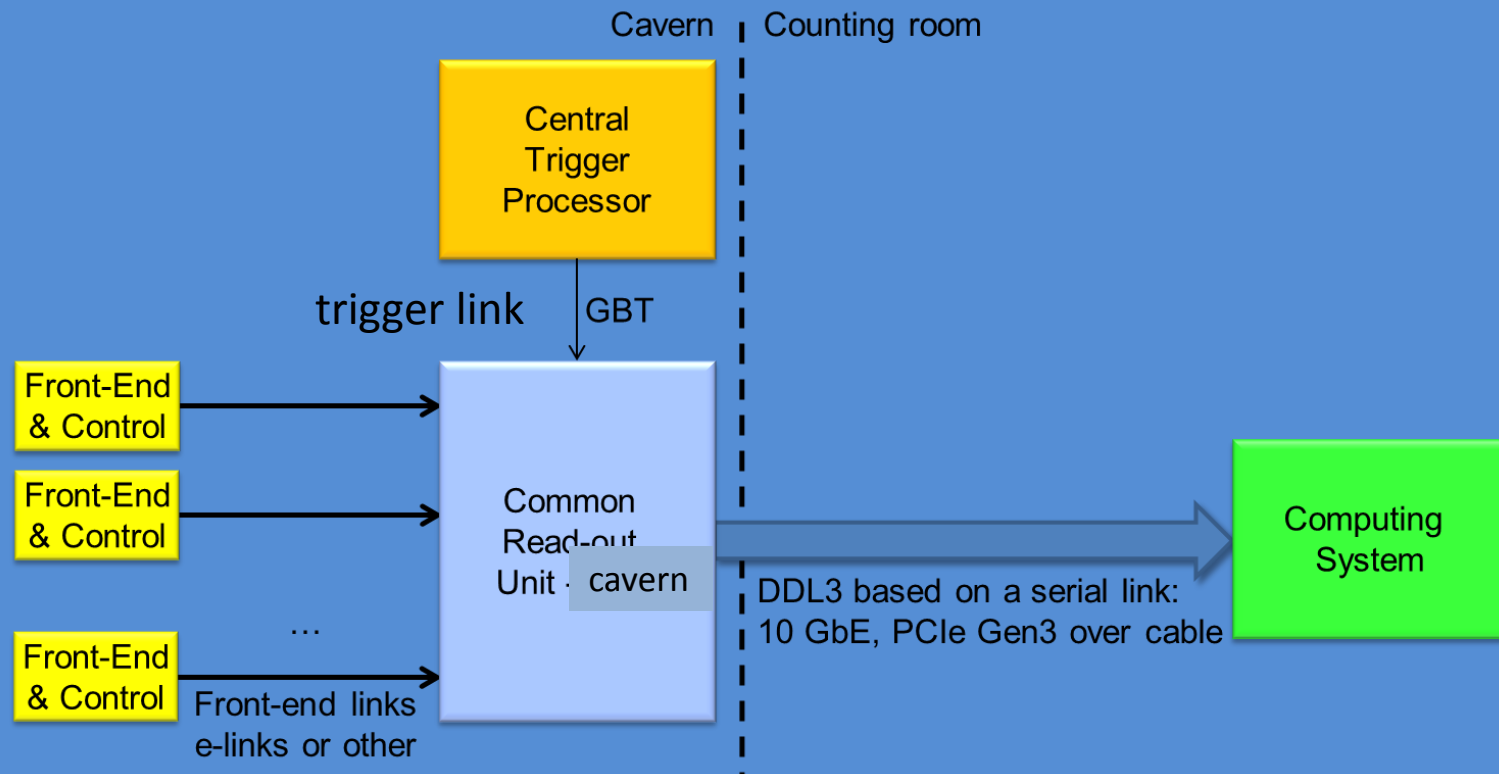 Cavern
Counting room
Central
Trigger
Processor
trigger link
GBT
Front-End
& Control
Front-End
& Control
Common
Read-out
Unit -
cavern
Computing
System
DDL3 based on a serial link:
10 GbE, PCIe Gen3 over cable
...
Front-End
& Control
Front-end links
e-links or other